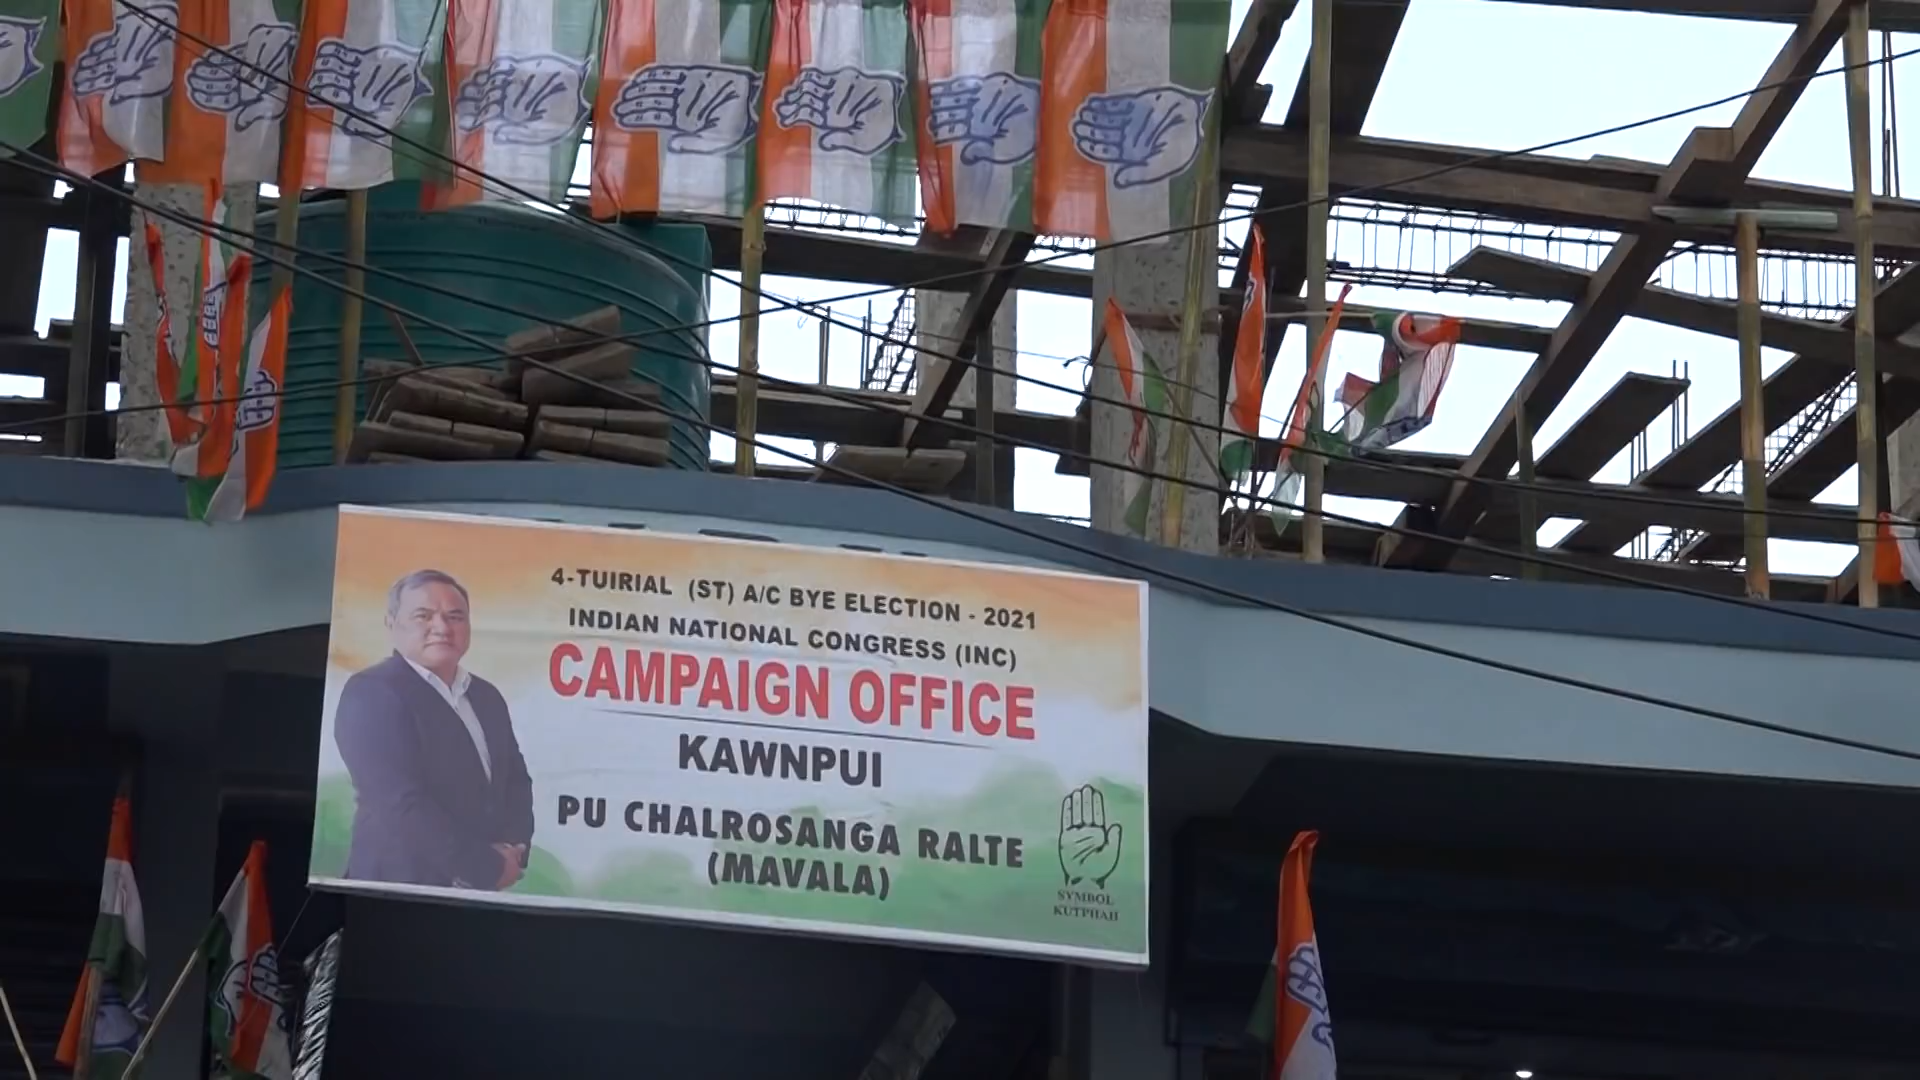 4-TUIRIAL (ST) A/C BYE ELECTION - 2021
INDIAN NATIONAL CONGRESS (INC)
CAMPAIGN OFFICE
KAWNPUI
PU CHALROSANGA RALTE
(MAVALA)
SYMBOL
KUTPHAH